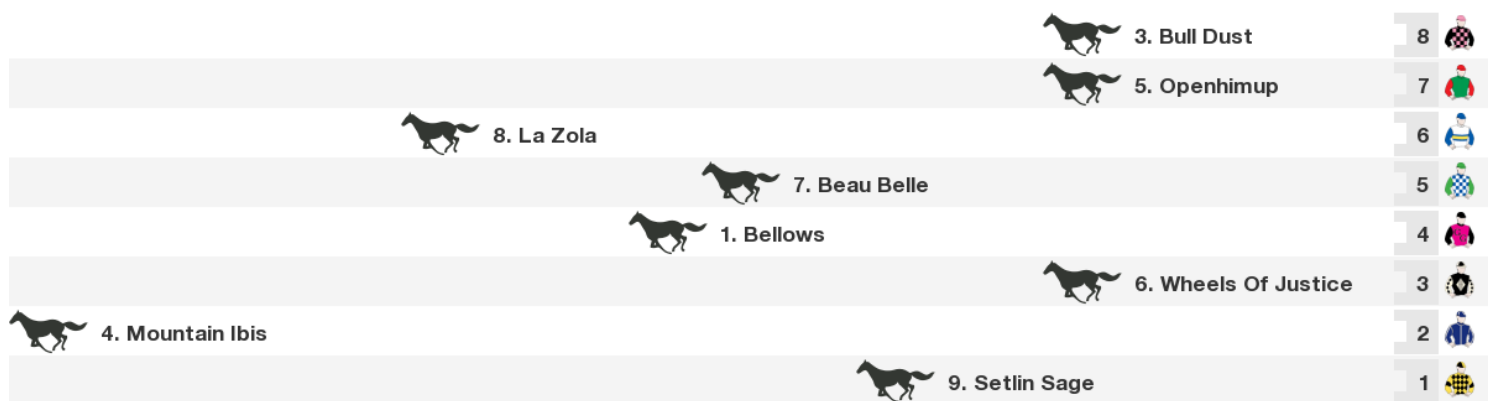 3. Bull Dust 8
5. Openhimup 7
8. La Zola 6
7. Beau Belle 5
1. Bellows 4
6. Wheels Of Justice 3
4. Mountain Ibis 2
9. Setlin Sage 1